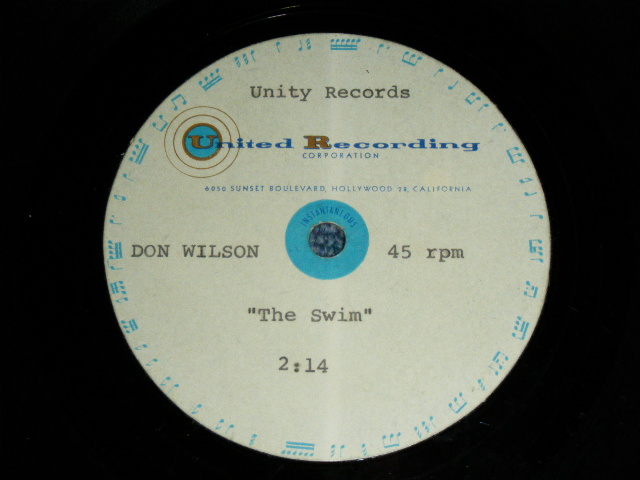 Unity Records
United Recording
CORPORATION
6050 SUNSET BOULEVARD, HOLLYWOOD 28, CALIFORNIA
INSTANTANEOUS
DON WILSON 45 rpm
"The Swim"
2:14